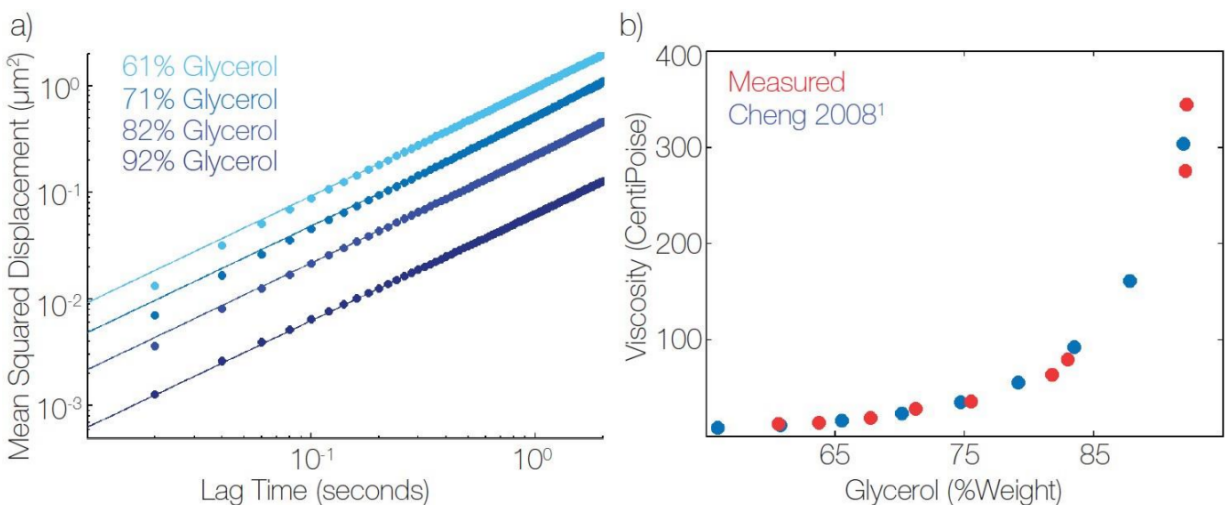 a)
61% Glycerol
71% Glycerol
82% Glycerol
92% Glycerol
Mean Squared Displacement (µm²)
10⁰
10⁻¹
10⁻²
10⁻³
10⁻¹ 10⁰
Lag Time (seconds)
b)
Measured
Cheng 2008¹
Viscosity (CentiPoise)
400
300
200
100
65 75 85
Glycerol (%Weight)